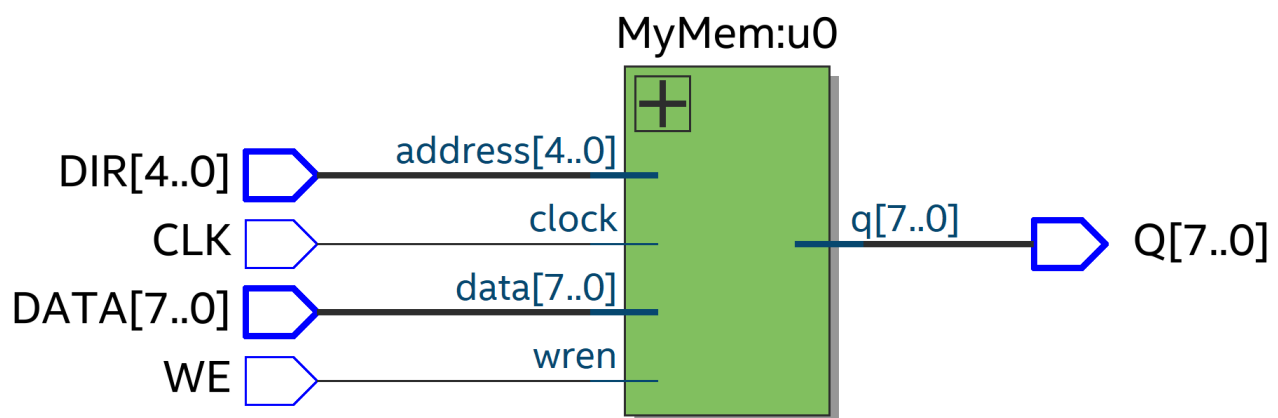 MyMem:u0
DIR[4..0]
address[4..0]
CLK
clock
q[7..0]
Q[7..0]
DATA[7..0]
data[7..0]
WE
wren